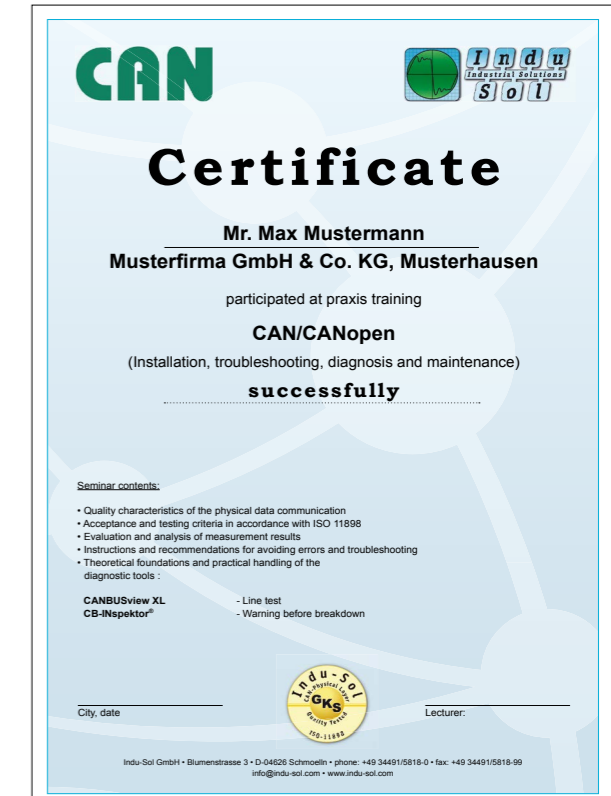 CAN
Indu
Industrial Solutions
Sol
Certificate
Mr. Max Mustermann
Musterfirma GmbH & Co. KG, Musterhausen
participated at praxis training
CAN/CANopen
(Installation, troubleshooting, diagnosis and maintenance)
successfully
Seminar contents:
• Quality characteristics of the physical data communication
• Acceptance and testing criteria in accordance with ISO 11898
• Evaluation and analysis of measurement results
• Instructions and recommendations for avoiding errors and troubleshooting
• Theoretical foundations and practical handling of the
diagnostic tools :
CANBUSview XL - Line test
CB-INspektor® - Warning before breakdown
Indu-Sol
CAN-Physical Layer
GKS
Quality Tested
ISO-11898
City, date
Lecturer:
Indu-Sol GmbH • Blumenstrasse 3 • D-04626 Schmoelln • phone: +49 34491/5818-0 • fax: +49 34491/5818-99
info@indu-sol.com • www.indu-sol.com